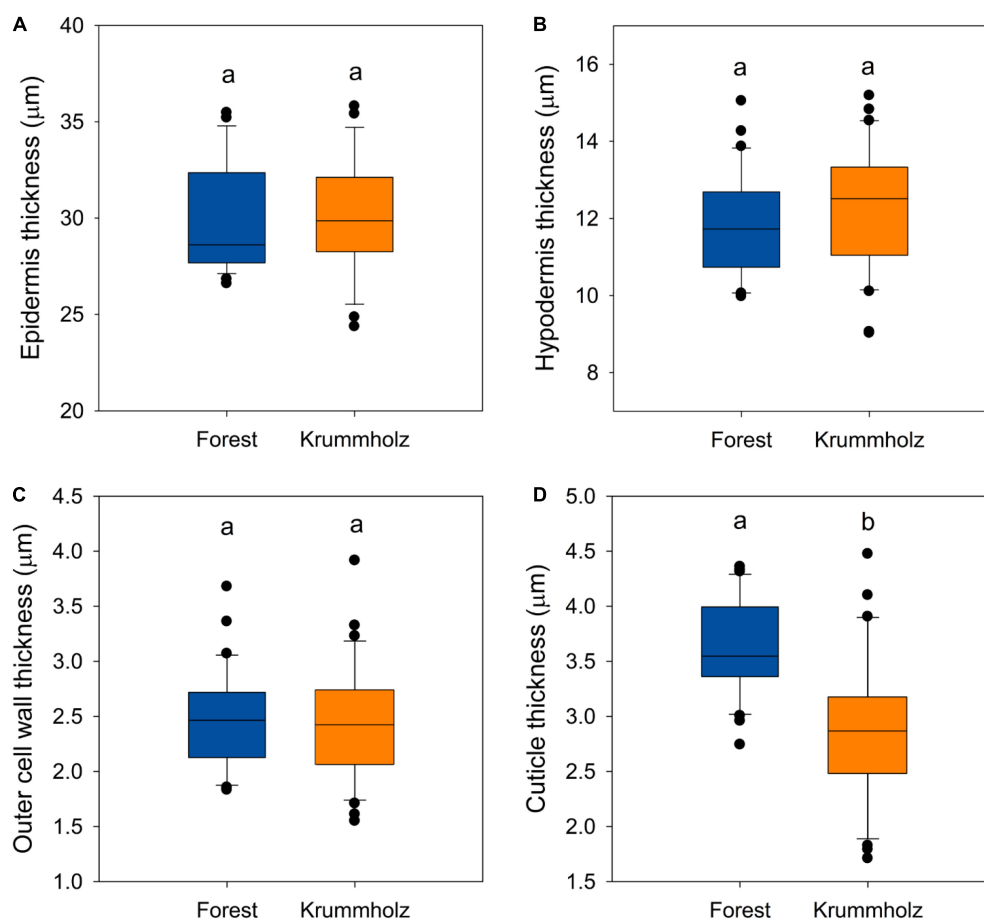 A
Epidermis thickness (μm)
40
35
30
25
20
a a
Forest Krummholz
B
Hypodermis thickness (μm)
16
14
12
10
8
a a
Forest Krummholz
C
Outer cell wall thickness (μm)
4.5
4.0
3.5
3.0
2.5
2.0
1.5
1.0
a a
Forest Krummholz
D
Cuticle thickness (μm)
5.0
4.5
4.0
3.5
3.0
2.5
2.0
1.5
a b
Forest Krummholz